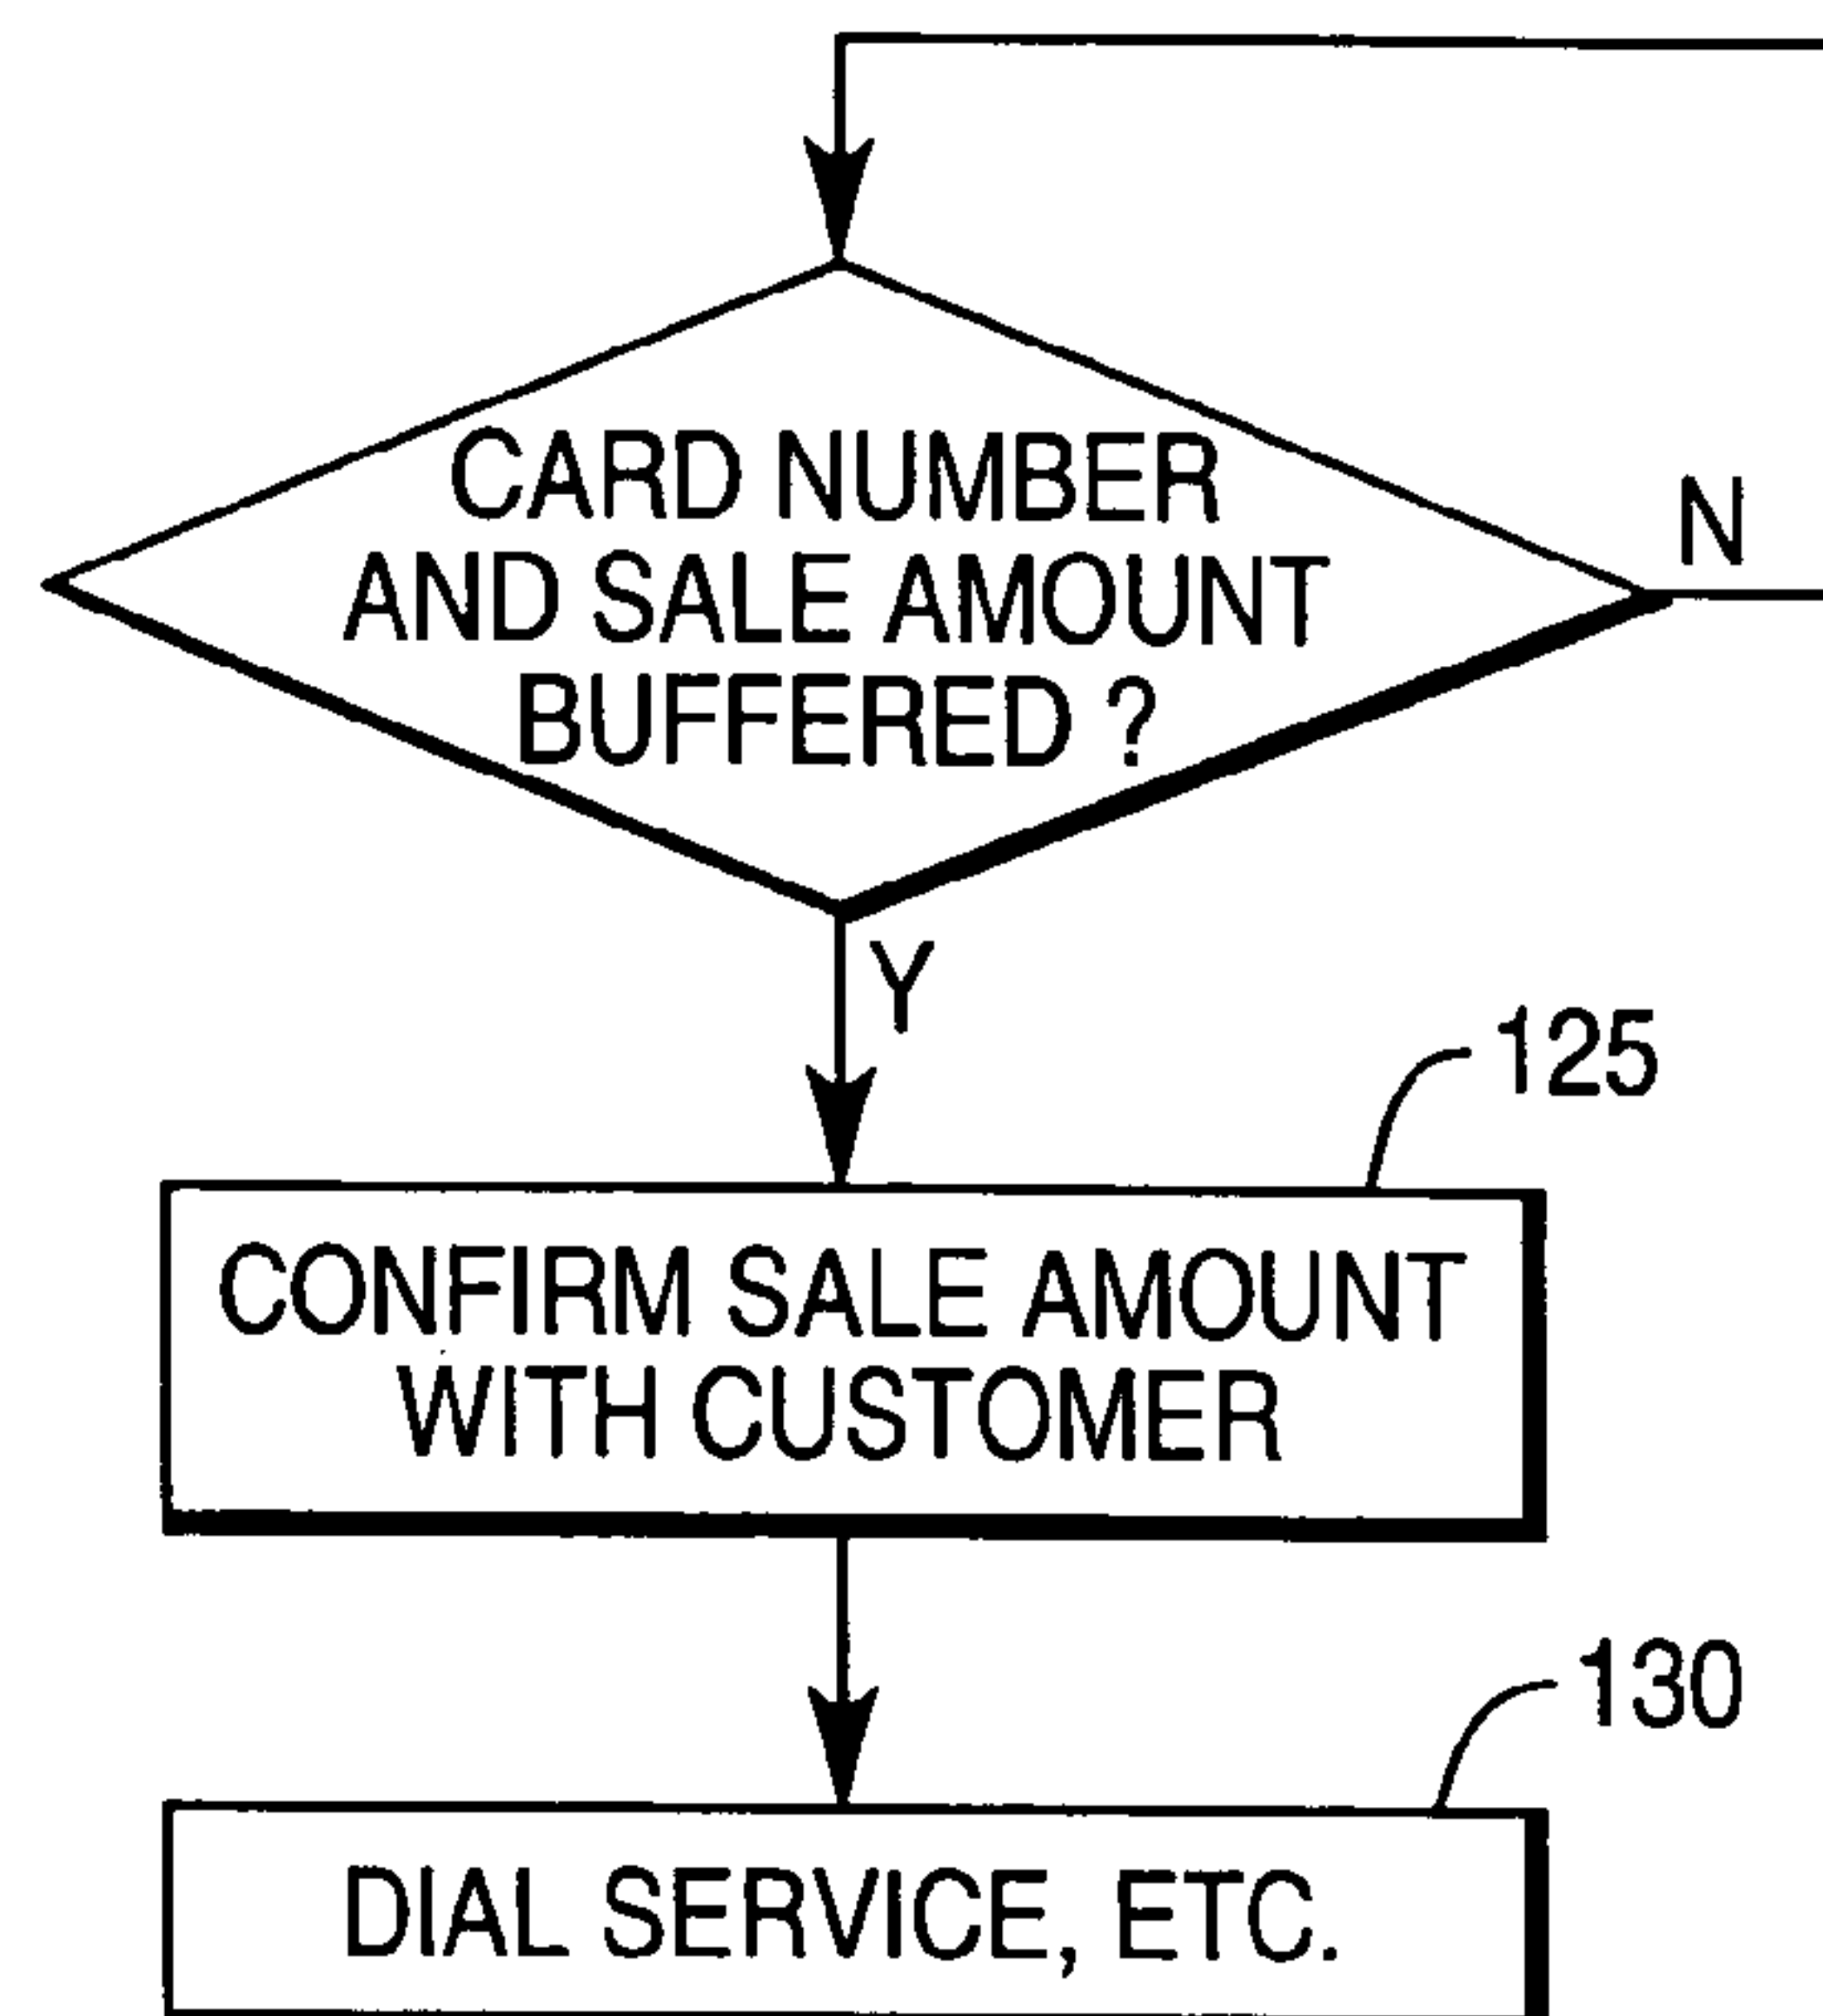 CARD NUMBER
AND SALE AMOUNT
BUFFERED ?
N
Y
125
CONFIRM SALE AMOUNT
WITH CUSTOMER
130
DIAL SERVICE, ETC.